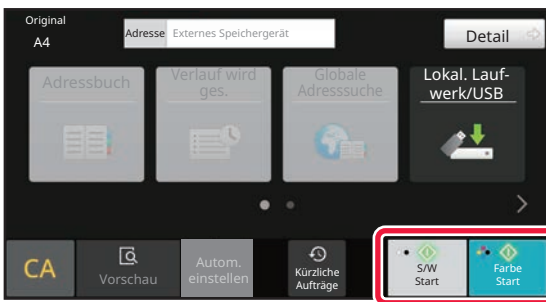 Original
A4
Adresse Externes Speichergerät
Detail
Adressbuch
Verlauf wird
ges.
Globale
Adresssuche
Lokal. Lauf-
werk/USB
CA
Vorschau
Autom.
einstellen
Kürzliche
Aufträge
S/W
Start
Farbe
Start